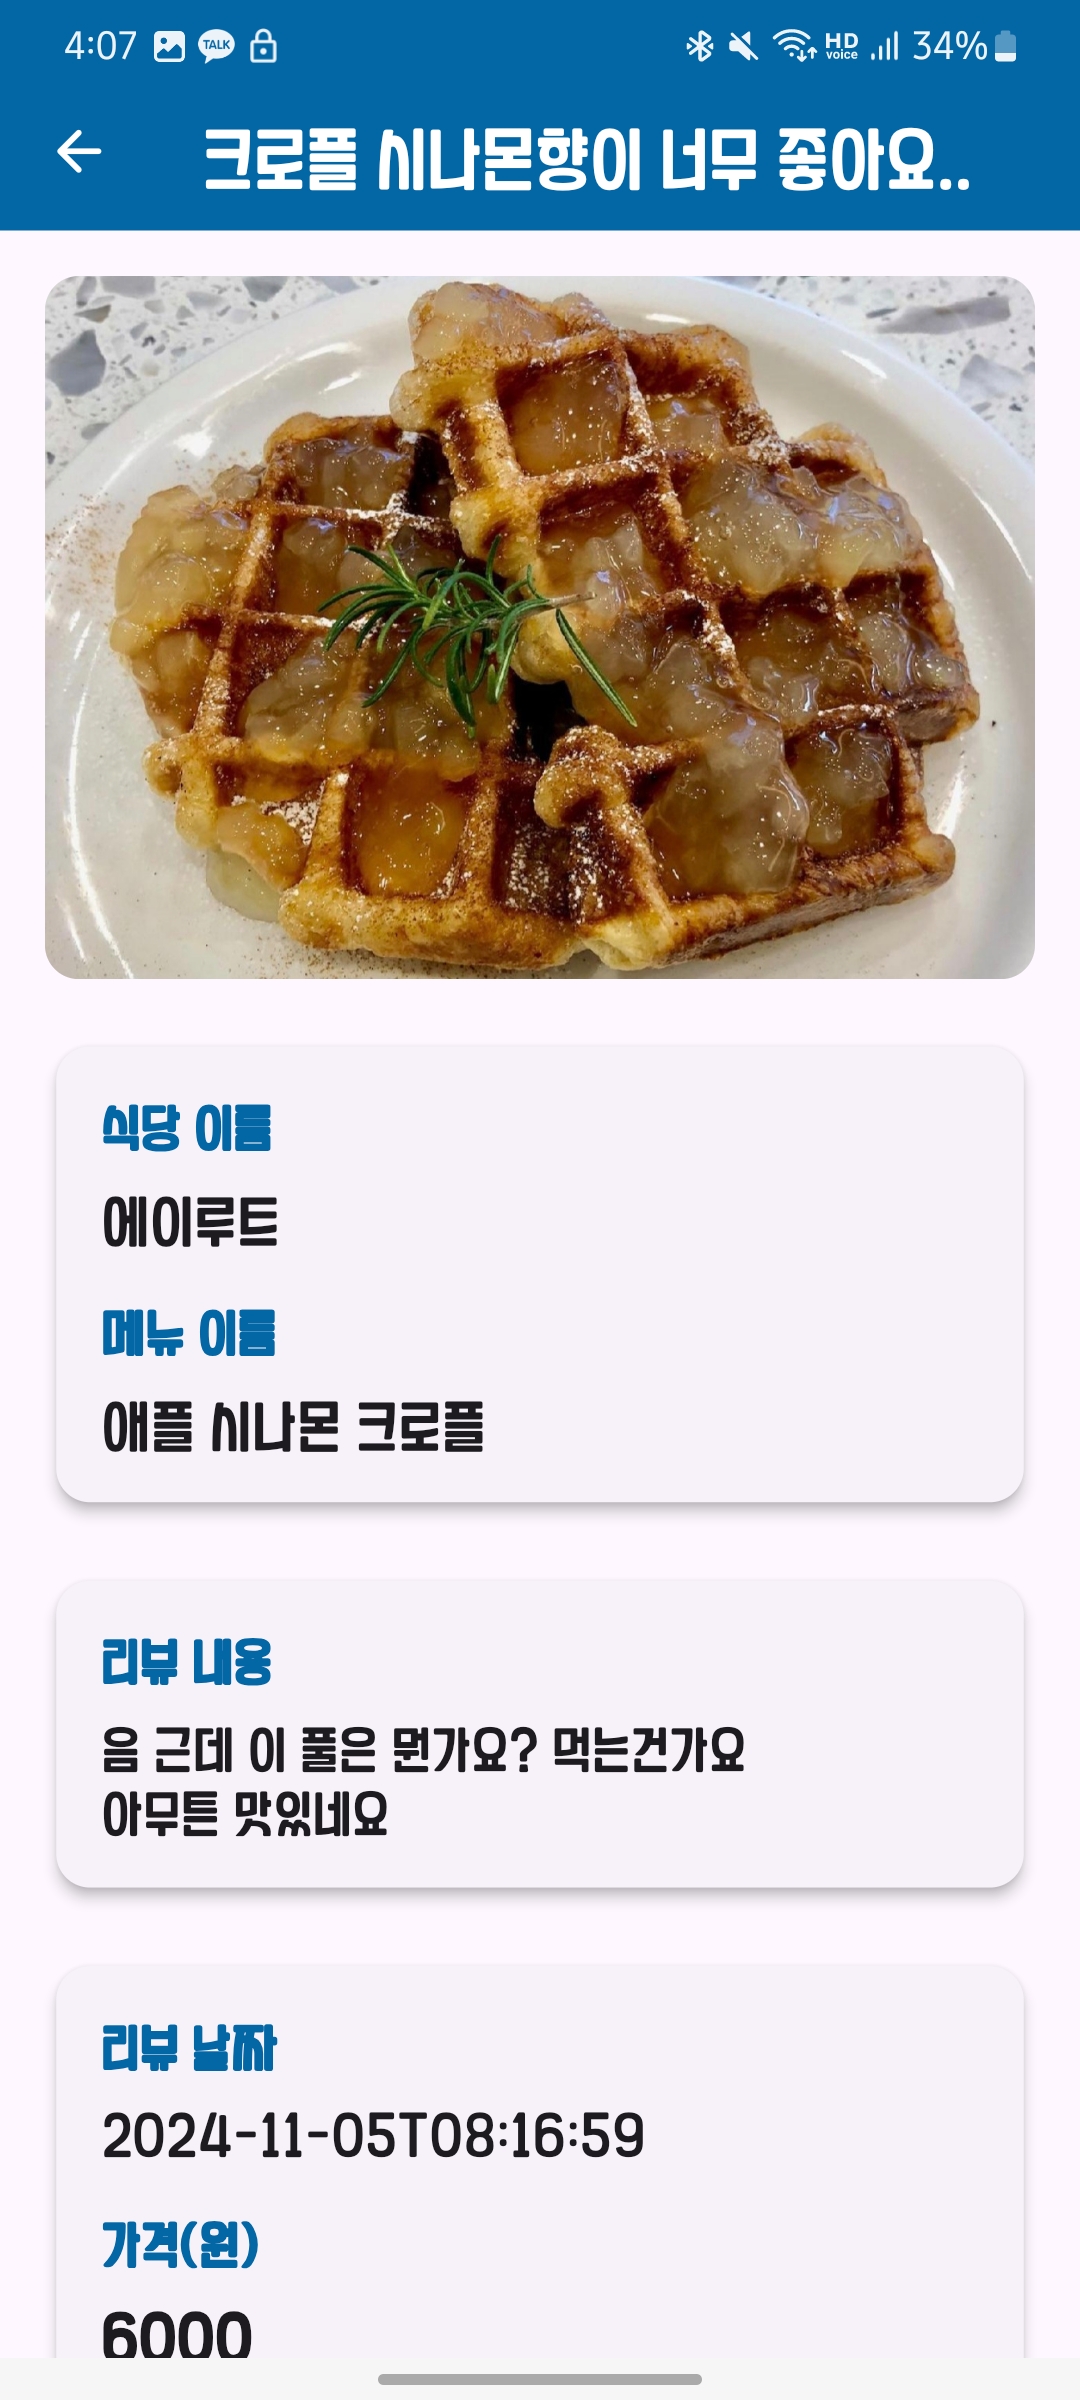 4:07 TALK HD voice 34%
크로플 시나몬향이 너무 좋아요..
식당 이름
에이루트
메뉴 이름
애플 시나몬 크로플
리뷰 내용
음 근데 이 풀은 뭔가요? 먹는건가요
아무튼 맛있네요
리뷰 날짜
2024-11-05T08:16:59
가격(원)
6000